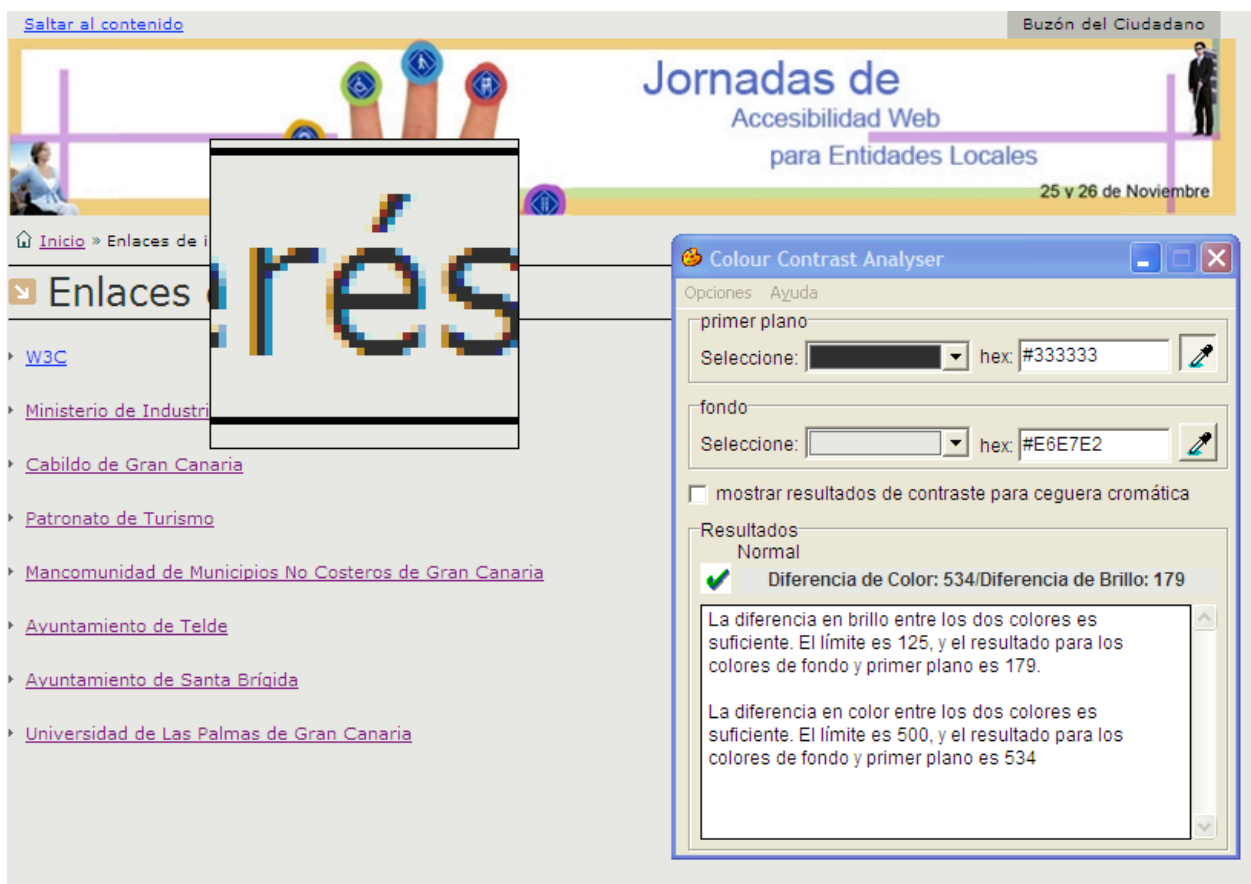 Saltar al contenido
Buzón del Ciudadano
Jornadas de
Accesibilidad Web
para Entidades Locales
25 y 26 de Noviembre
Inicio » Enlaces de i
Enlaces
rés
W3C
Ministerio de Industri
Cabildo de Gran Canaria
Patronato de Turismo
Mancomunidad de Municipios No Costeros de Gran Canaria
Ayuntamiento de Telde
Ayuntamiento de Santa Brígida
Universidad de Las Palmas de Gran Canaria
Colour Contrast Analyser
Opciones Ayuda
primer plano
Seleccione: hex: #333333
fondo
Seleccione: hex: #E6E7E2
mostrar resultados de contraste para ceguera cromática
Resultados
Normal
Diferencia de Color: 534/Diferencia de Brillo: 179
La diferencia en brillo entre los dos colores es
suficiente. El límite es 125, y el resultado para los
colores de fondo y primer plano es 179.
La diferencia en color entre los dos colores es
suficiente. El límite es 500, y el resultado para los
colores de fondo y primer plano es 534